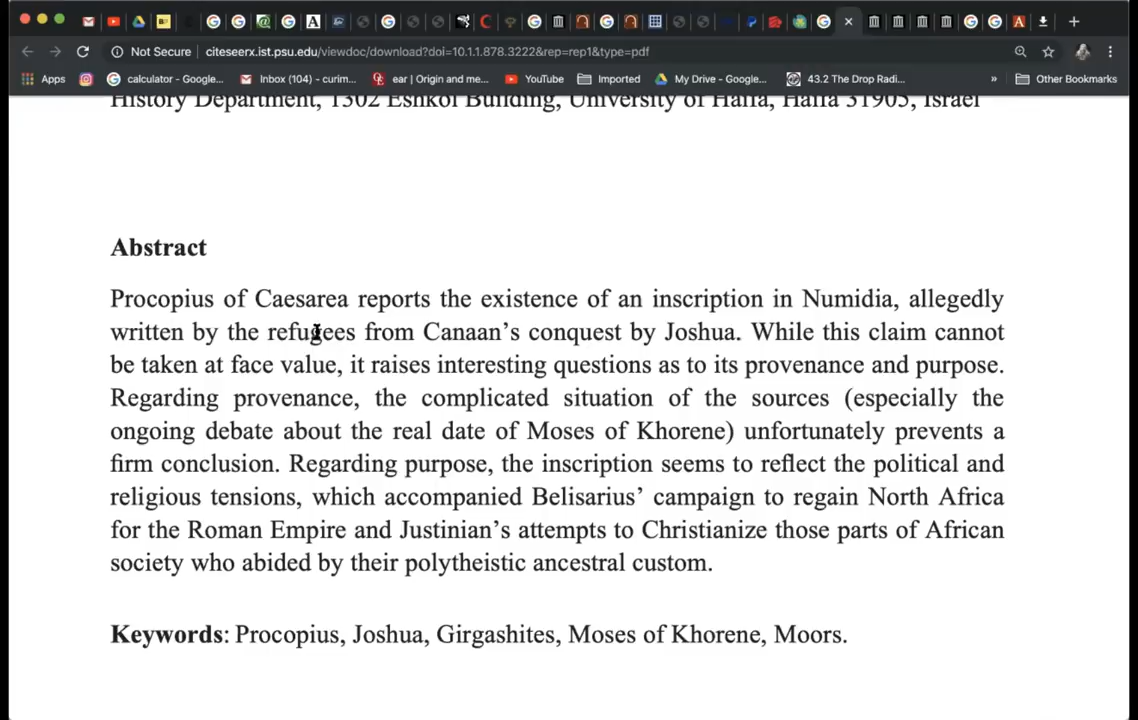 Not Secure citeseerx.ist.psu.edu/viewdoc/download?doi=10.1.1.878.3222&rep=rep1&type=pdf
Apps calculator - Google... Inbox (104) - curim... ear | Origin and me... YouTube Imported My Drive - Google... 43.2 The Drop Radi... » Other Bookmarks
History Department, 1302 Eshkol Building, University of Haifa, Haifa 31905, Israel
Abstract
Procopius of Caesarea reports the existence of an inscription in Numidia, allegedly
written by the refugees from Canaan’s conquest by Joshua. While this claim cannot
be taken at face value, it raises interesting questions as to its provenance and purpose.
Regarding provenance, the complicated situation of the sources (especially the
ongoing debate about the real date of Moses of Khorene) unfortunately prevents a
firm conclusion. Regarding purpose, the inscription seems to reflect the political and
religious tensions, which accompanied Belisarius’ campaign to regain North Africa
for the Roman Empire and Justinian’s attempts to Christianize those parts of African
society who abided by their polytheistic ancestral custom.
Keywords: Procopius, Joshua, Girgashites, Moses of Khorene, Moors.